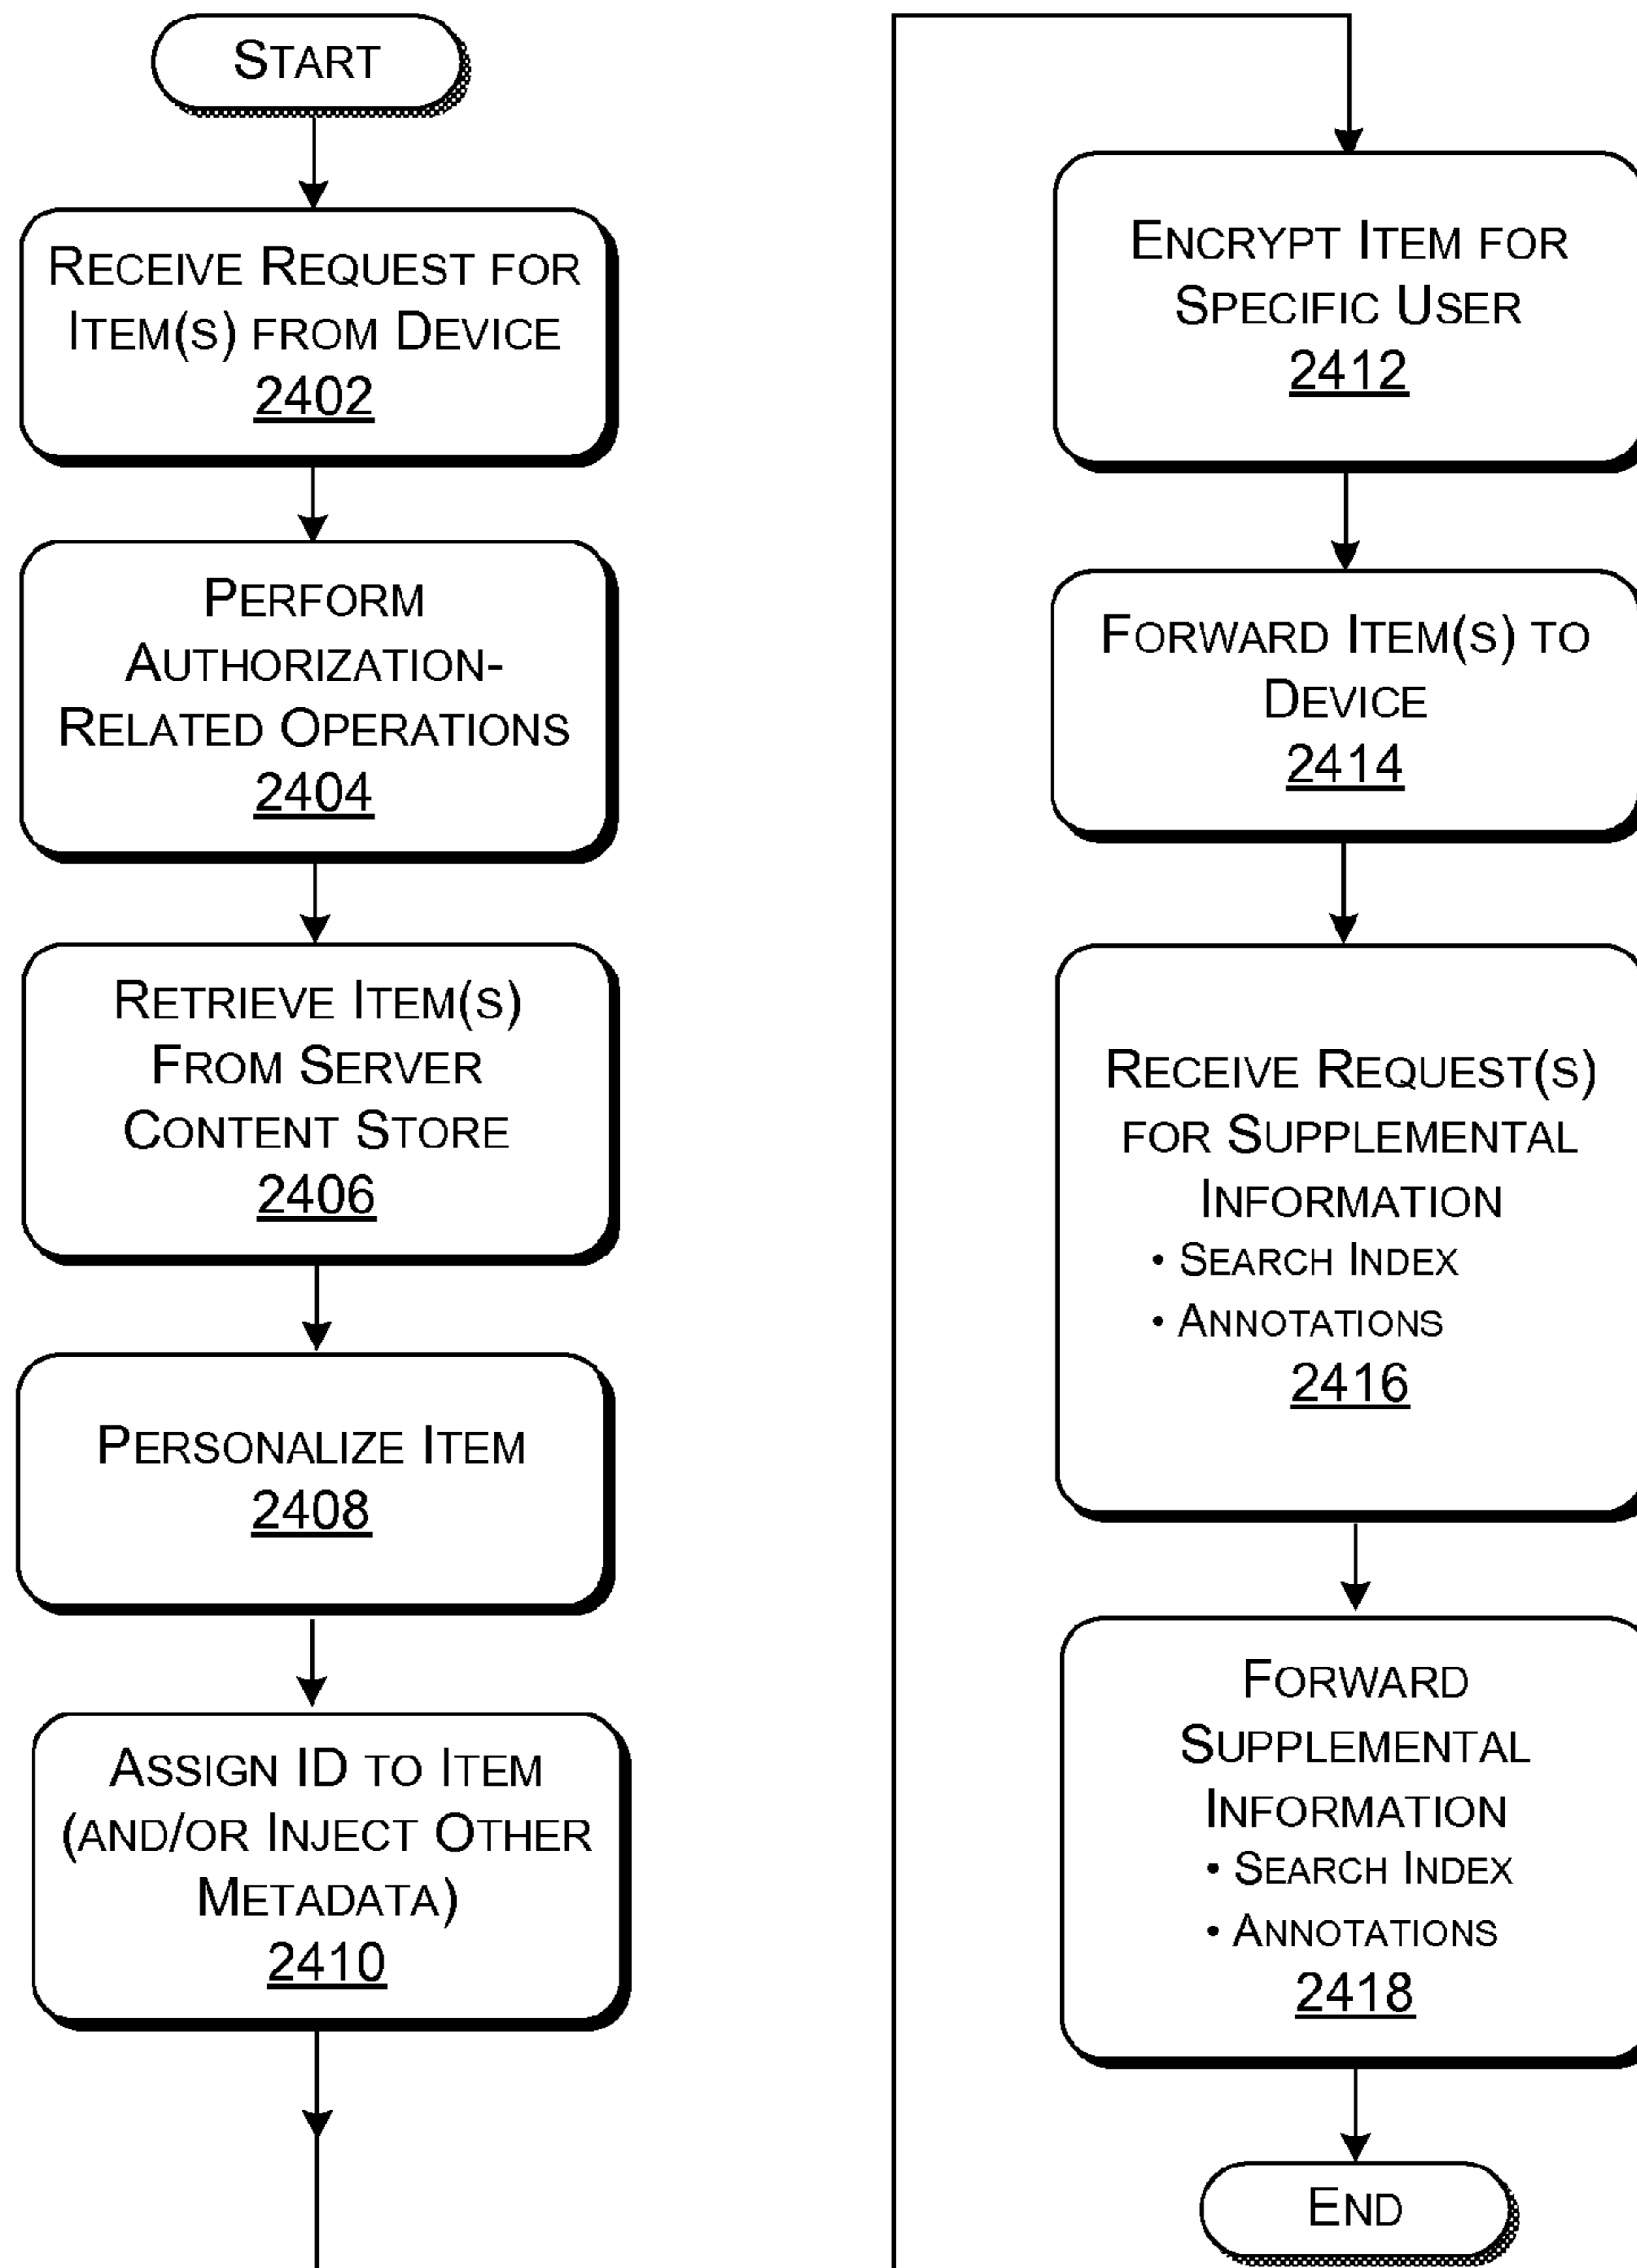 START
RECEIVE REQUEST FOR
ITEM(S) FROM DEVICE
2402
PERFORM
AUTHORIZATION-
RELATED OPERATIONS
2404
RETRIEVE ITEM(S)
FROM SERVER
CONTENT STORE
2406
PERSONALIZE ITEM
2408
ASSIGN ID TO ITEM
(AND/OR INJECT OTHER
METADATA)
2410
ENCRYPT ITEM FOR
SPECIFIC USER
2412
FORWARD ITEM(S) TO
DEVICE
2414
RECEIVE REQUEST(S)
FOR SUPPLEMENTAL
INFORMATION
• SEARCH INDEX
• ANNOTATIONS
2416
FORWARD
SUPPLEMENTAL
INFORMATION
• SEARCH INDEX
• ANNOTATIONS
2418
END